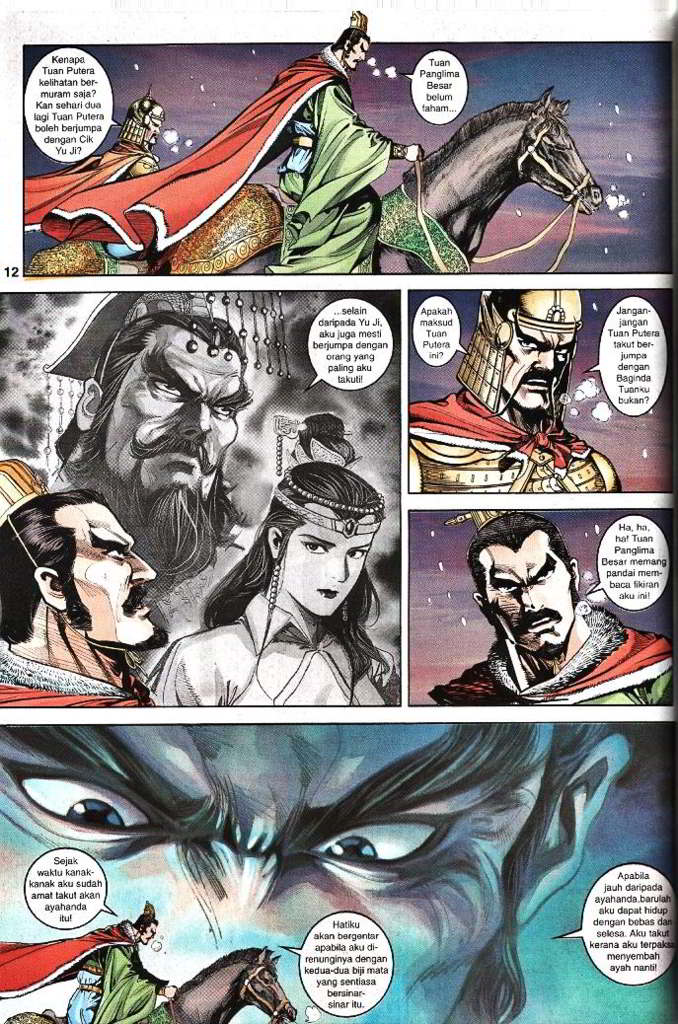 Kenapa
Tuan Putera
kelihatan ber-
muram saja?
Kan sehari dua
lagi Tuan Putera
boleh berjumpa
dengan Cik
Yu Ji?
Tuan
Panglima
Besar
belum
faham...
12
...selain
daripada Yu Ji,
aku juga mesti
berjumpa dengan
orang yang
paling aku
takuti!
Apakah
maksud
Tuan
Putera
ini?
Jangan-
jangan Tuan
Putera
takut ber-
jumpa
dengan
Baginda
Tuanku
bukan?
Ha, ha,
ha! Tuan
Panglima
Besar memang
pandai mem-
baca fikiran
aku ini!
Sejak
waktu kanak-
kanak aku sudah
amat takut ayahanda
itu!
Hatiku
akan bergentar
apabila aku di-
renunginya dengan
kedua-dua biji mata
yang sentiasa
bersinar-
sinar itu.
Apabila
jauh daripada
ayahanda.barulah
aku dapat hidup
dengan bebas dan
selesa. Aku takut
kerana aku terpaksa
menyembah
ayah nanti!